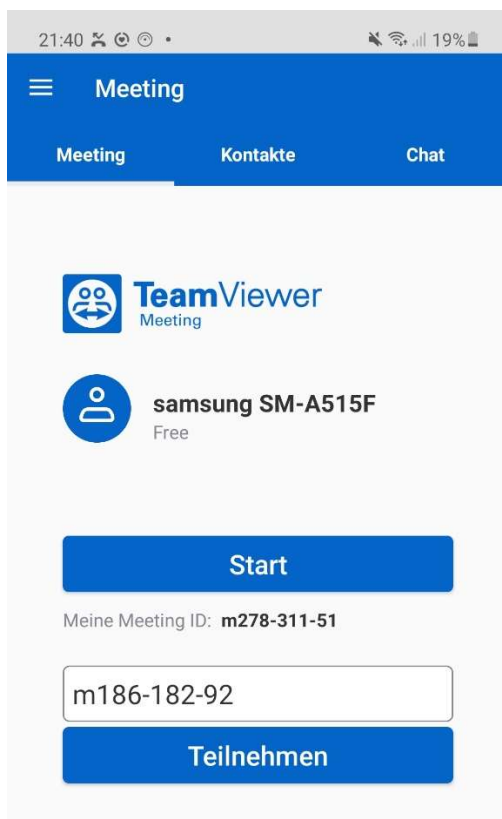 21:40 19%
Meeting
Meeting Kontakte Chat
TeamViewer
Meeting
samsung SM-A515F
Free
Start
Meine Meeting ID: m278-311-51
m186-182-92
Teilnehmen